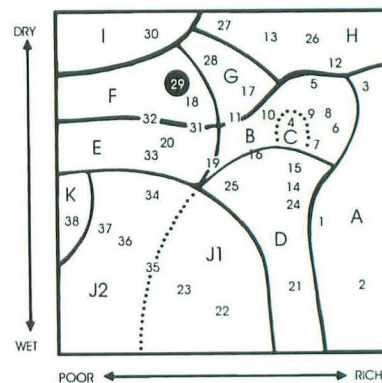 DRY
I 30 27 13 26 H
12
28 G
F 29 18 17 5 3
32 31 11 10 4 9 8 6
E 20 33 B C 7
19 16 15
K 34 25 14
38 37 24 1 A
36 D
35 J1
J2 23 21 2
22
WET
POOR RICH